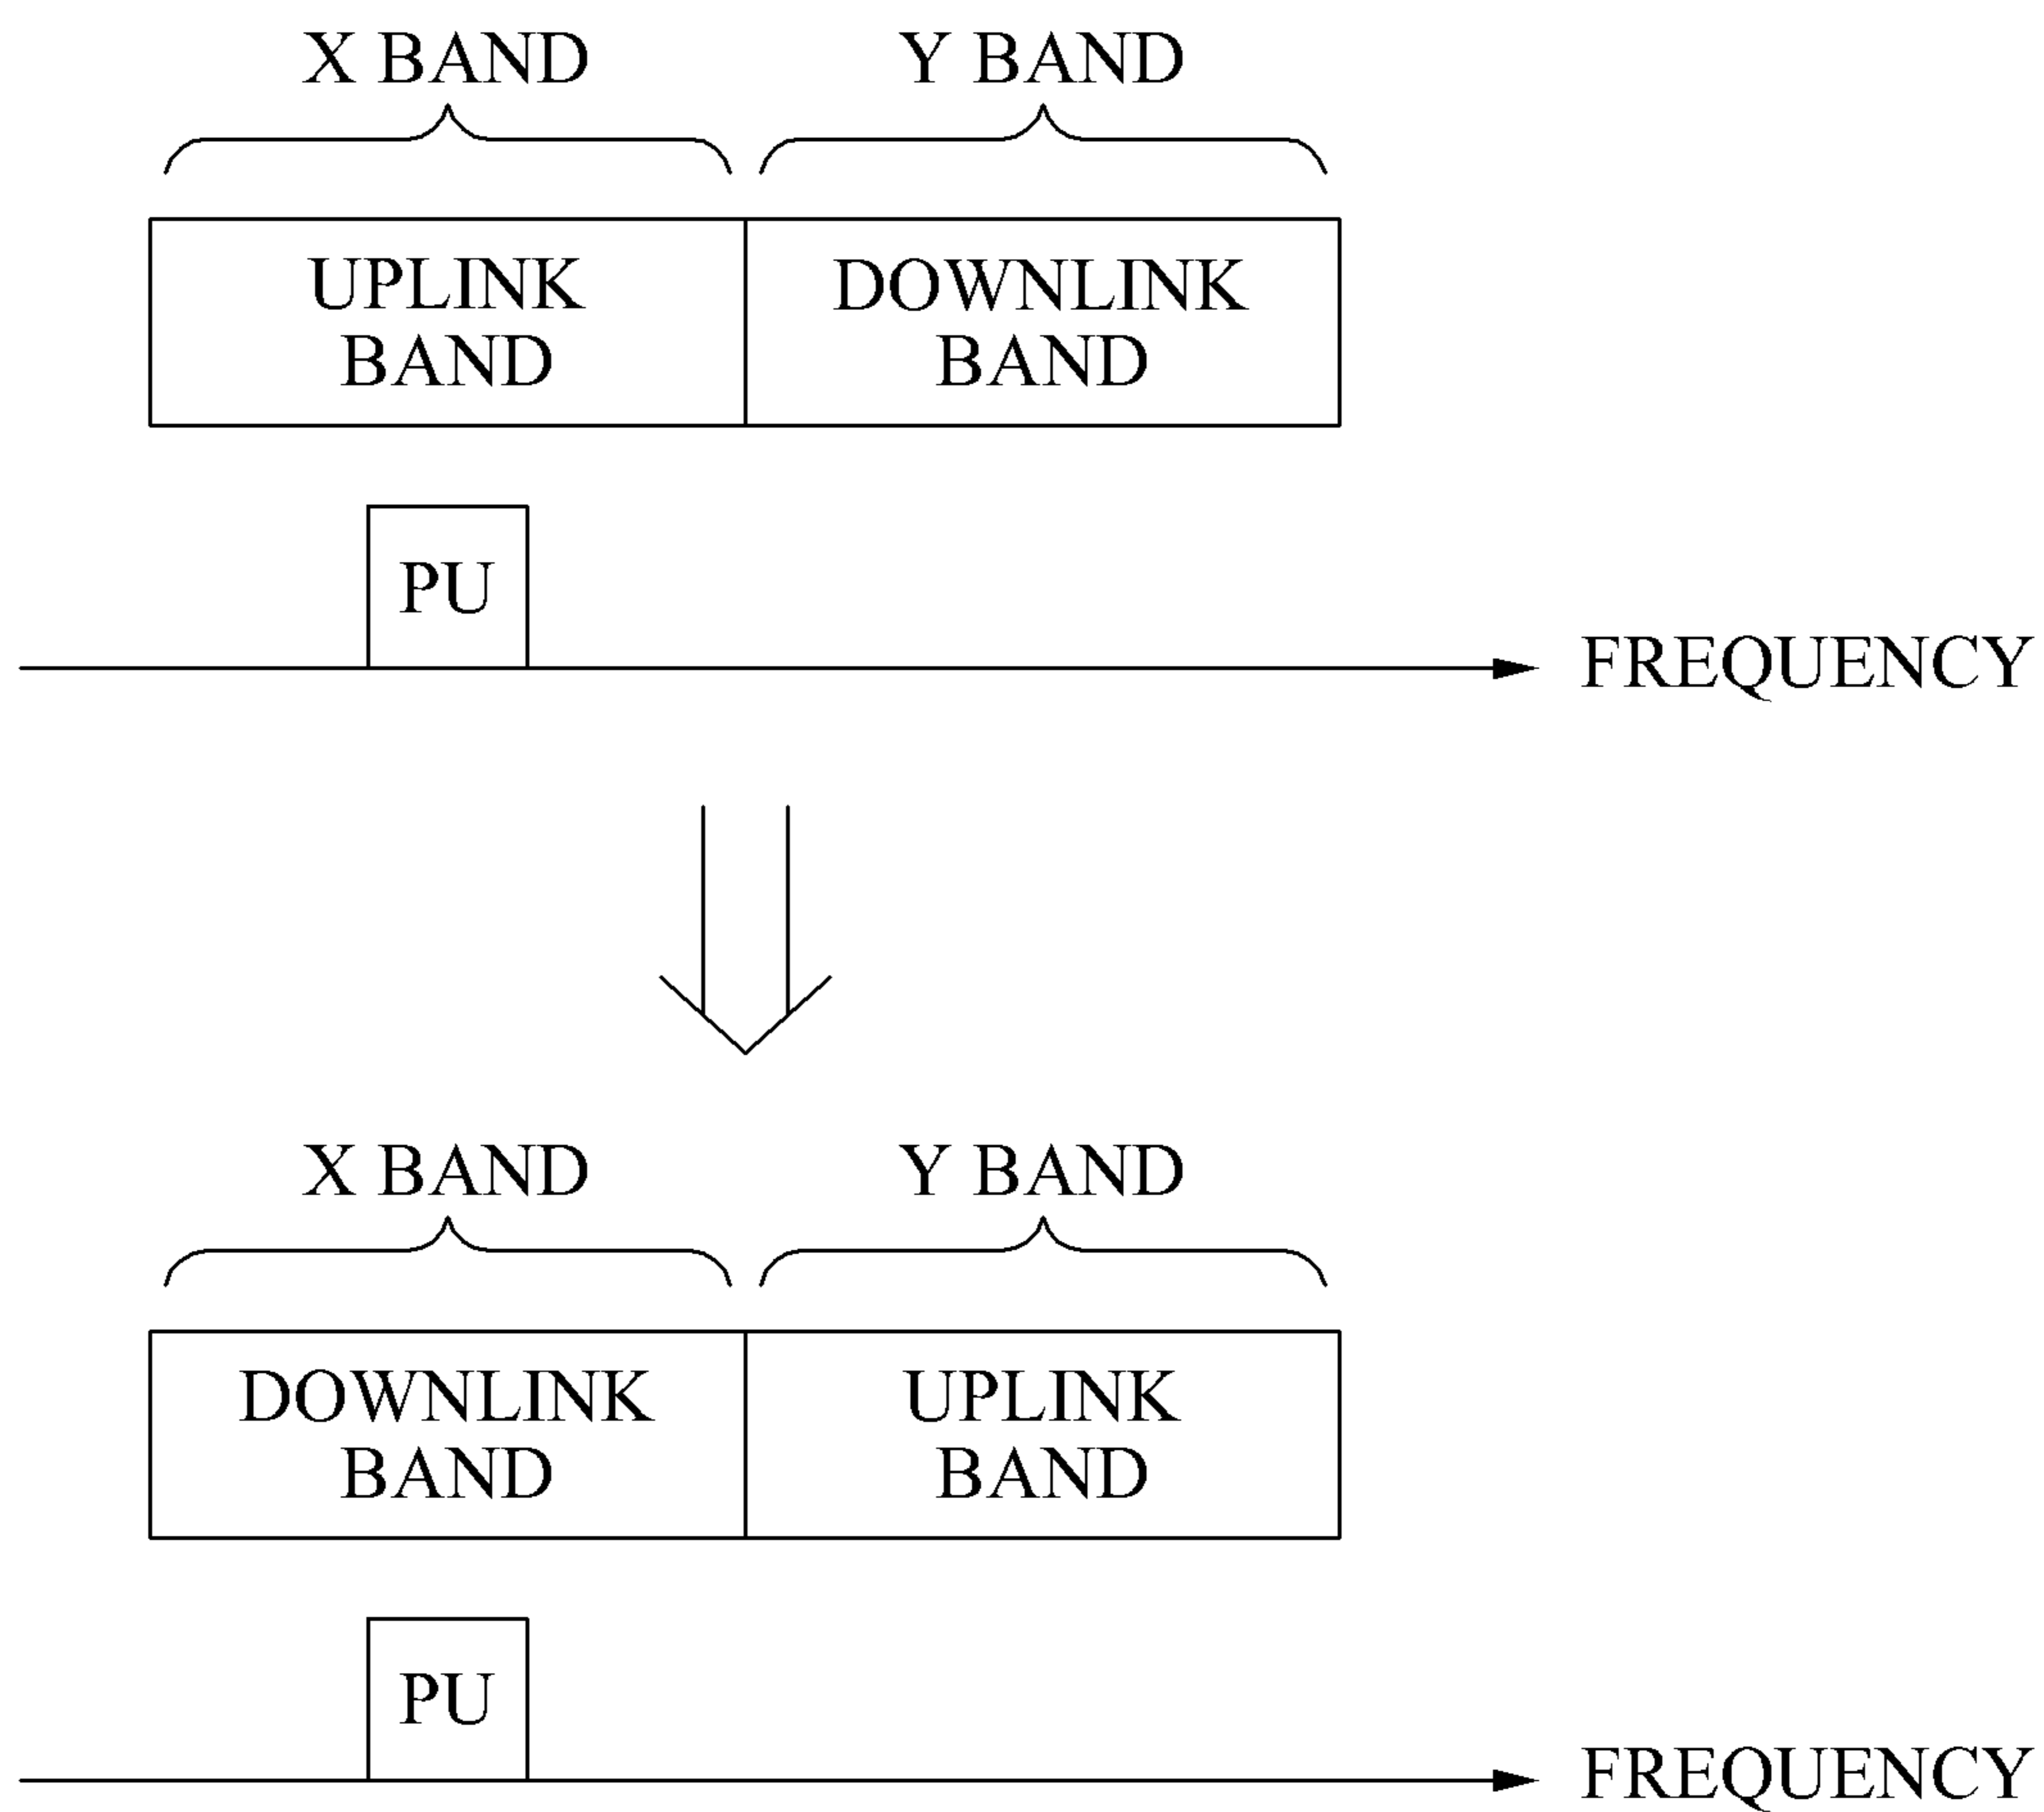 X BAND
Y BAND
UPLINK
BAND
DOWNLINK
BAND
PU
FREQUENCY
X BAND
Y BAND
DOWNLINK
BAND
UPLINK
BAND
PU
FREQUENCY